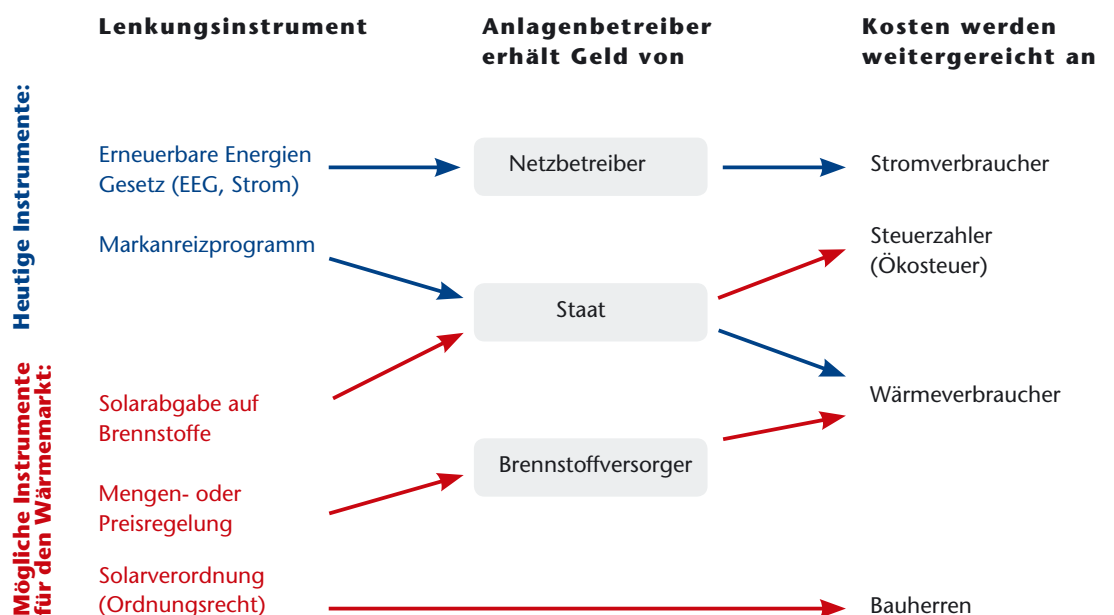 Lenkungsinstrument
Anlagenbetreiber
erhält Geld von
Kosten werden
weitergereicht an
Heutige Instrumente:
Erneuerbare Energien
Gesetz (EEG, Strom)
Netzbetreiber
Stromverbraucher
Markanreizprogramm
Staat
Steuerzahler
(Ökosteuer)
Wärmeverbraucher
Mögliche Instrumente
für den Wärmemarkt:
Solarabgabe auf
Brennstoffe
Brennstoffversorger
Mengen- oder
Preisregelung
Solarverordnung
(Ordnungsrecht)
Bauherren